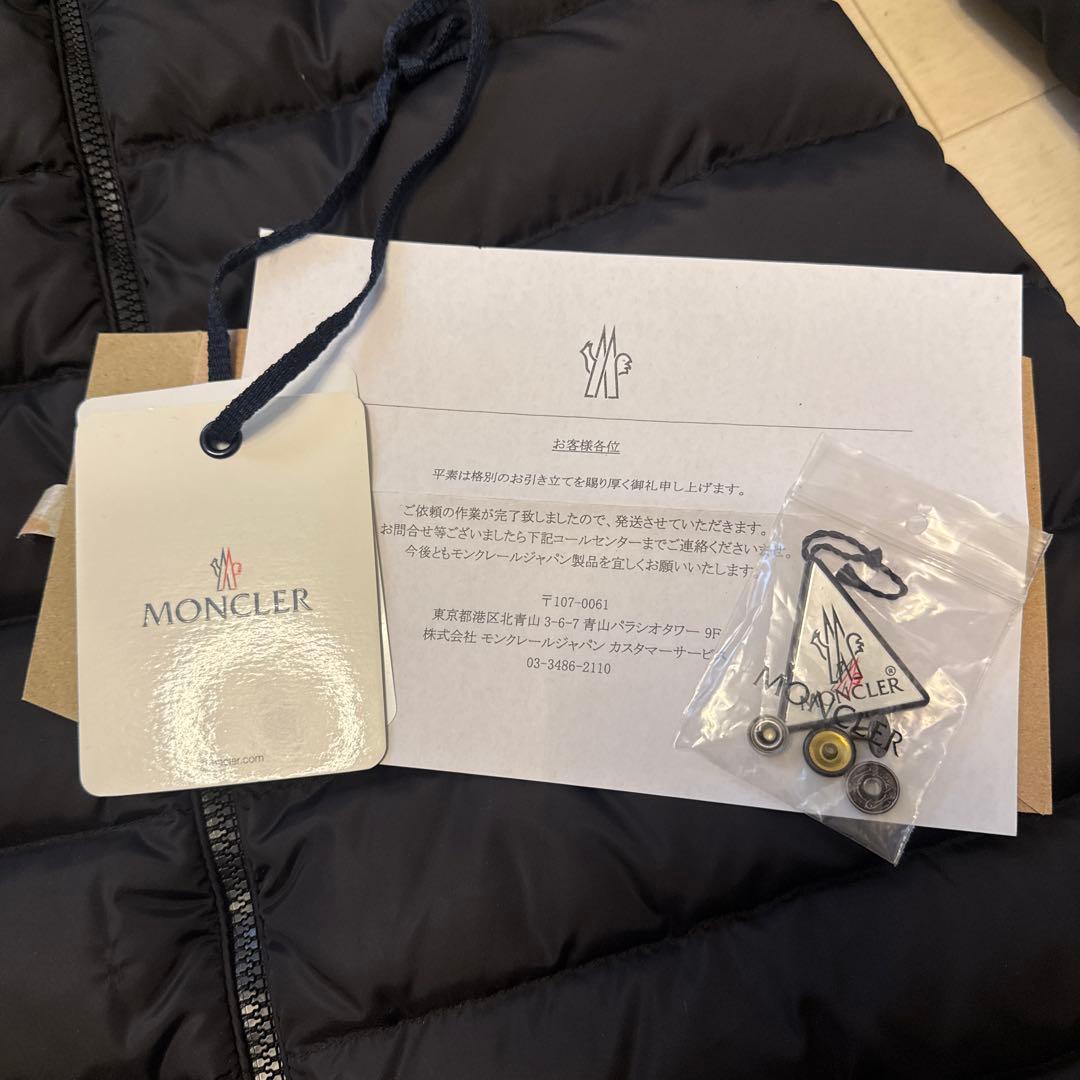 お客様各位
平素は格別のお引き立てを賜り厚く御礼申し上げます。
ご依頼の作業が完了致しましたので、発送させていただきます。
お問合せ等ございましたら下記コールセンターまでご連絡くださいませ。
今後ともモンクレールジャパン製品を宜しくお願いいたします。
〒107-0061
東京都港区北青山 3-6-7 青山パラシオタワー 9F
株式会社 モンクレールジャパン カスタマーサービス
03-3486-2110
MONCLER
moncler.com
MONCLER®
MONCLER